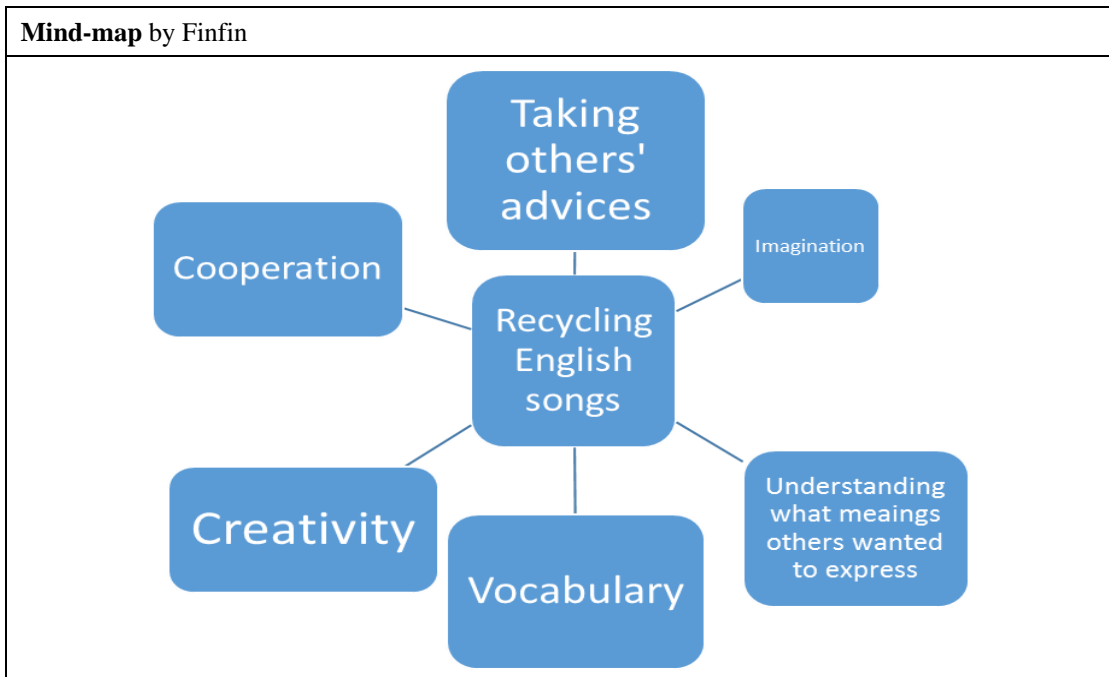 Mind-map by Finfin
Taking
others'
advices
Imagination
Cooperation
Recycling
English
songs
Creativity
Vocabulary
Understanding
what meaings
others wanted
to express